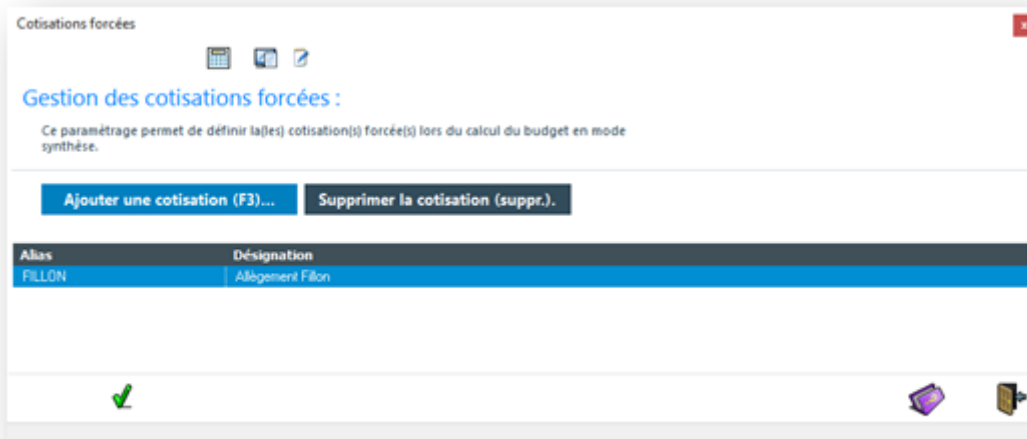 Cotisations forcées
Gestion des cotisations forcées :
Ce paramètrage permet de définir la(les) cotisation(s) forcée(s) lors du calcul du budget en mode
synthèse.
Ajouter une cotisation (F3)... Supprimer la cotisation (suppr.).
Alias Désignation
FILLON Allègement Fillon